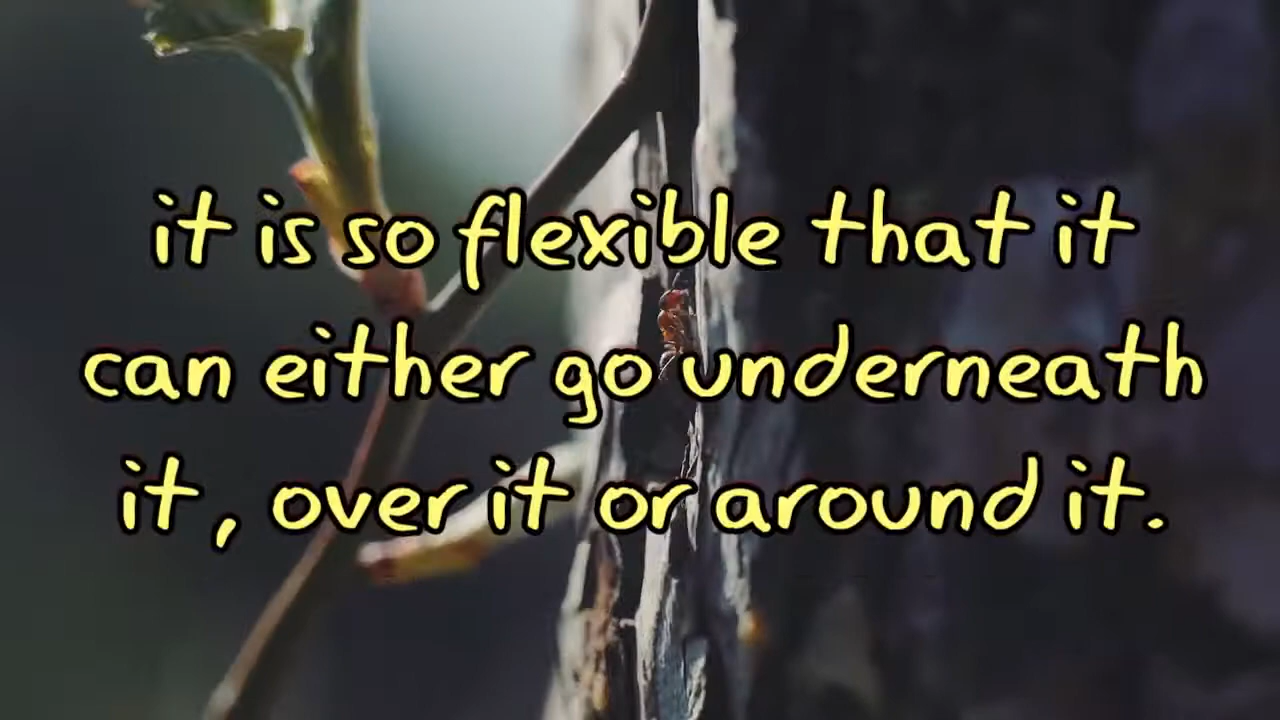 it is so flexible that it
can either go underneath
it, over it or around it.